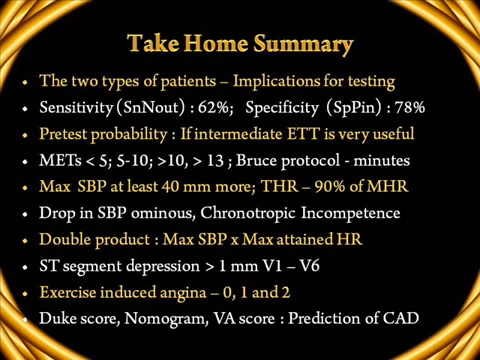 Take Home Summary
• The two types of patients – Implications for testing
• Sensitivity (SnNout) : 62%; Specificity (SpPin) : 78%
• Pretest probability : If intermediate ETT is very useful
• METs < 5; 5-10; >10, > 13 ; Bruce protocol - minutes
• Max SBP at least 40 mm more; THR – 90% of MHR
• Drop in SBP ominous, Chronotropic Incompetence
• Double product : Max SBP x Max attained HR
• ST segment depression > 1 mm V1 – V6
• Exercise induced angina – 0, 1 and 2
• Duke score, Nomogram, VA score : Prediction of CAD